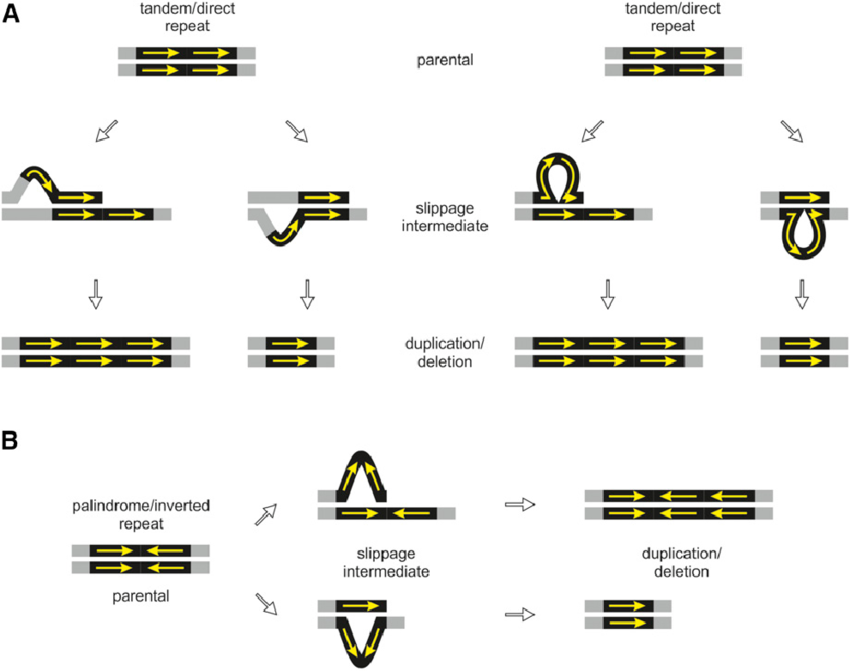 A
tandem/direct
repeat
tandem/direct
repeat
parental
slippage
intermediate
duplication/
deletion
B
palindrome/inverted
repeat
parental
slippage
intermediate
duplication/
deletion